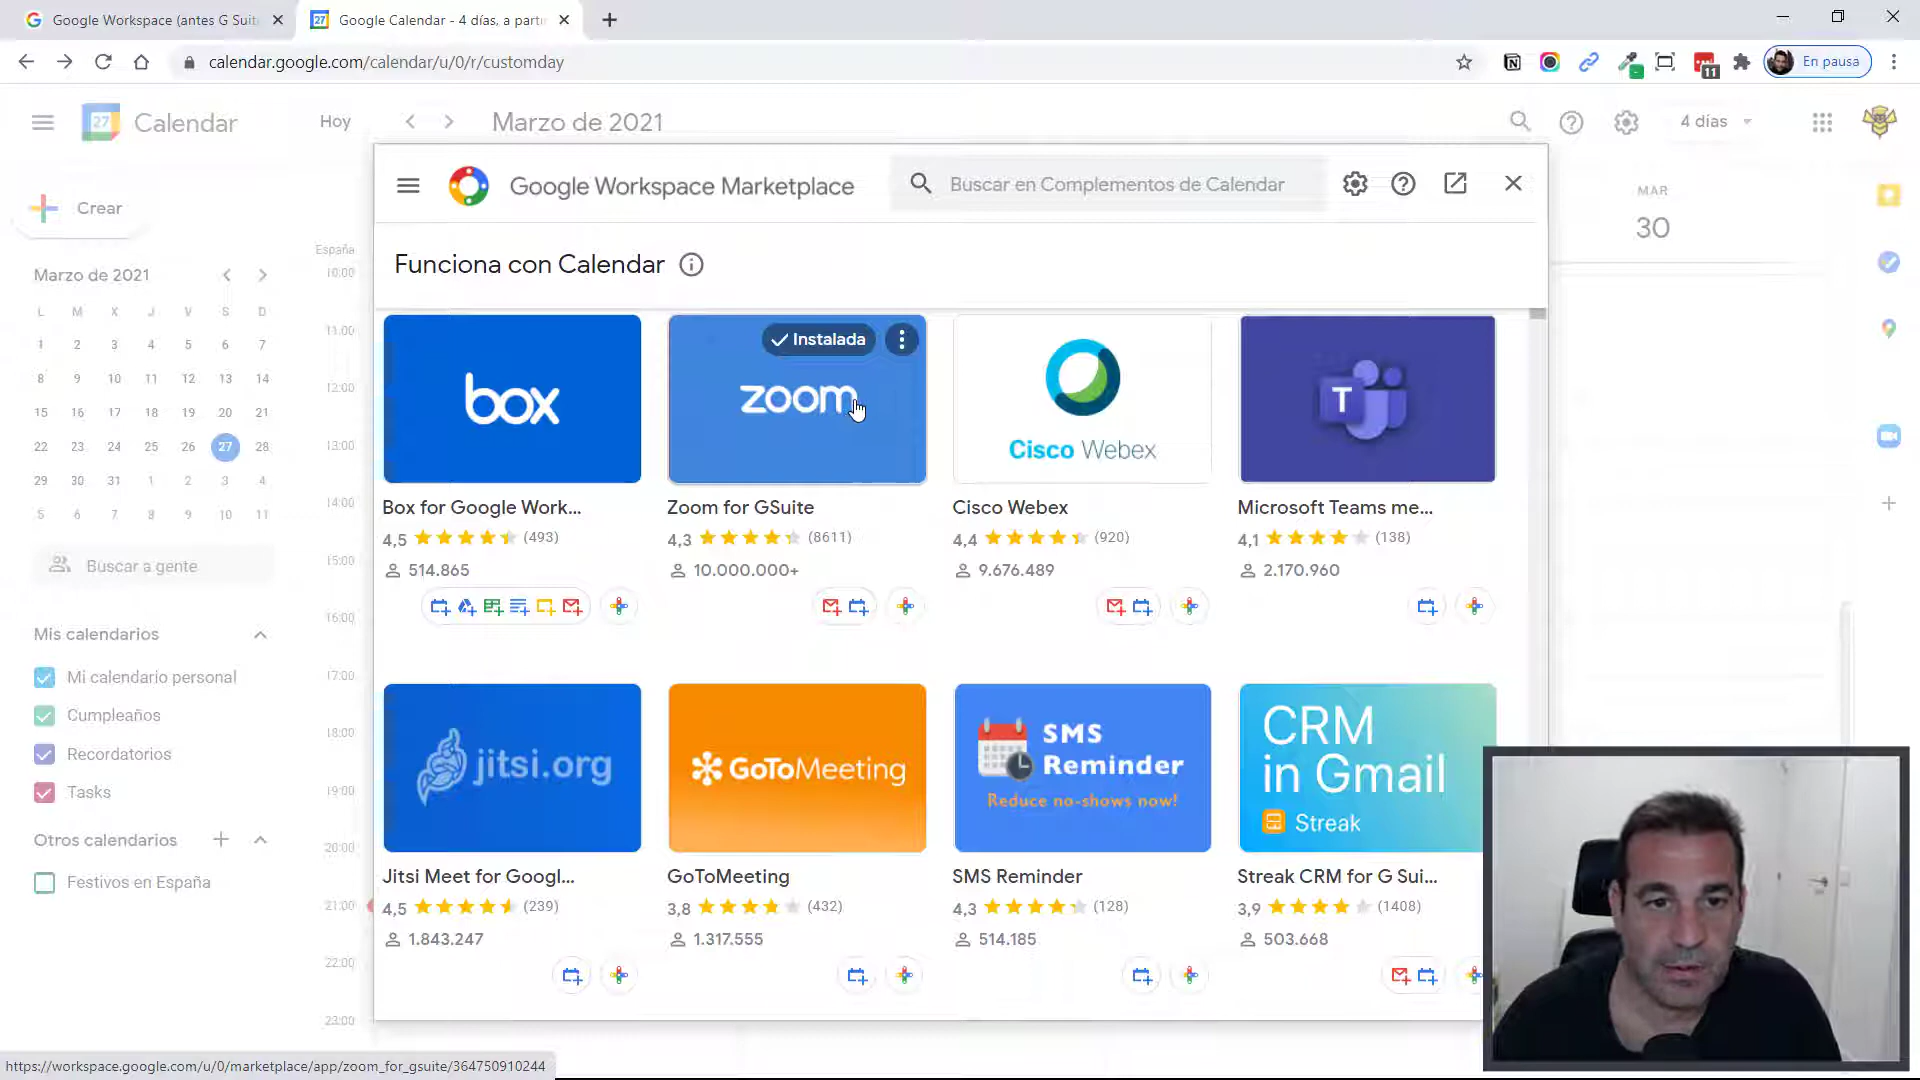 Google Workspace (antes G Suit
Google Calendar - 4 días, a parti
calendar.google.com/calendar/u/0/r/customday
11
En pausa
27
Calendar
Hoy
Marzo de 2021
4 días
Google Workspace Marketplace
Buscar en Complementos de Calendar
MAR
30
Crear
España
Funciona con Calendar
Marzo de 2021
L M X J V S D
1 2 3 4 5 6 7
8 9 10 11 12 13 14
15 16 17 18 19 20 21
22 23 24 25 26 27 28
29 30 31 1 2 3 4
5 6 7 8 9 10 11
10:00
11:00
12:00
13:00
14:00
15:00
16:00
17:00
18:00
19:00
20:00
21:00
22:00
23:00
Buscar a gente
Mis calendarios
Mi calendario personal
Cumpleaños
Recordatorios
Tasks
Otros calendarios
Festivos en España
box
Instalada
zoom
Cisco Webex
T
Box for Google Work...
4,5 (493)
514.865
Zoom for GSuite
4,3 (8611)
10.000.000+
Cisco Webex
4,4 (920)
9.676.489
Microsoft Teams me...
4,1 (138)
2.170.960
jitsi.org
GoToMeeting
SMS
Reminder
Reduce no-shows now!
CRM
in Gmail
Streak
Jitsi Meet for Googl...
4,5 (239)
1.843.247
GoToMeeting
3,8 (432)
1.317.555
SMS Reminder
4,3 (128)
514.185
Streak CRM for G Sui...
3,9 (1408)
503.668
https://workspace.google.com/u/0/marketplace/app/zoom_for_gsuite/364750910244